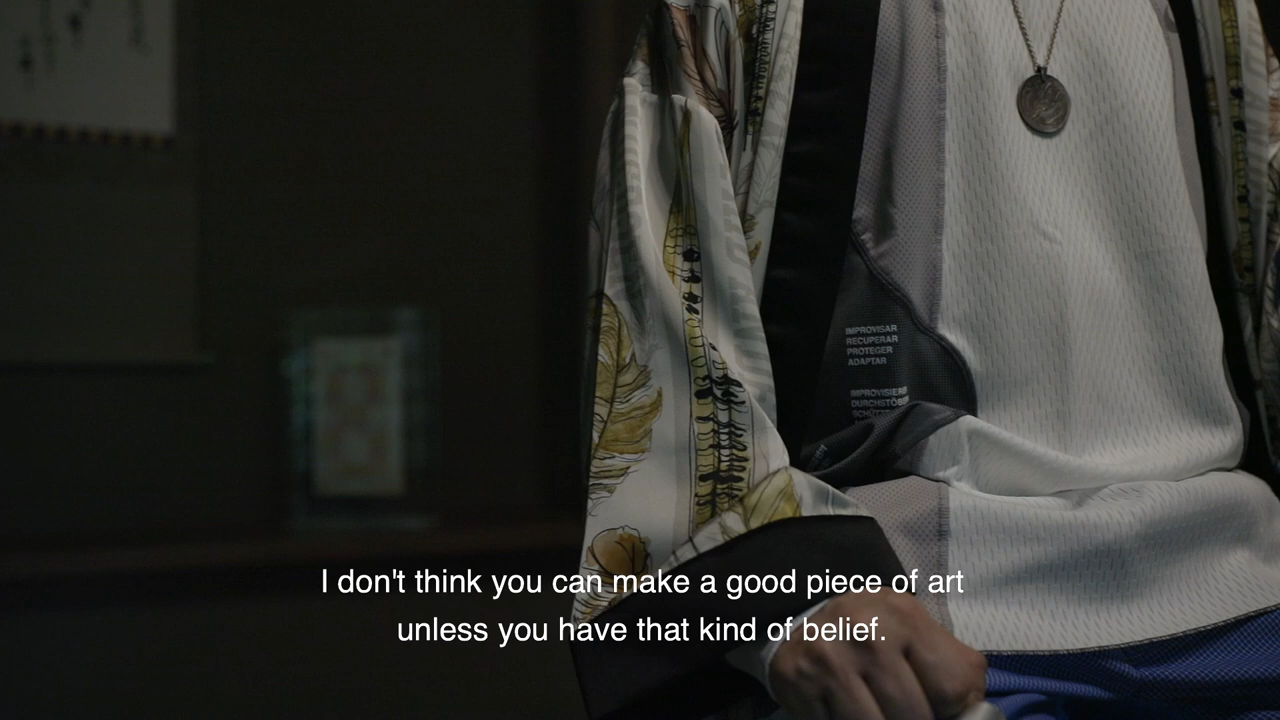 IMPROVISAR
RECUPERAR
PROTEGER
ADAPTAR
I don't think you can make a good piece of art
unless you have that kind of belief.